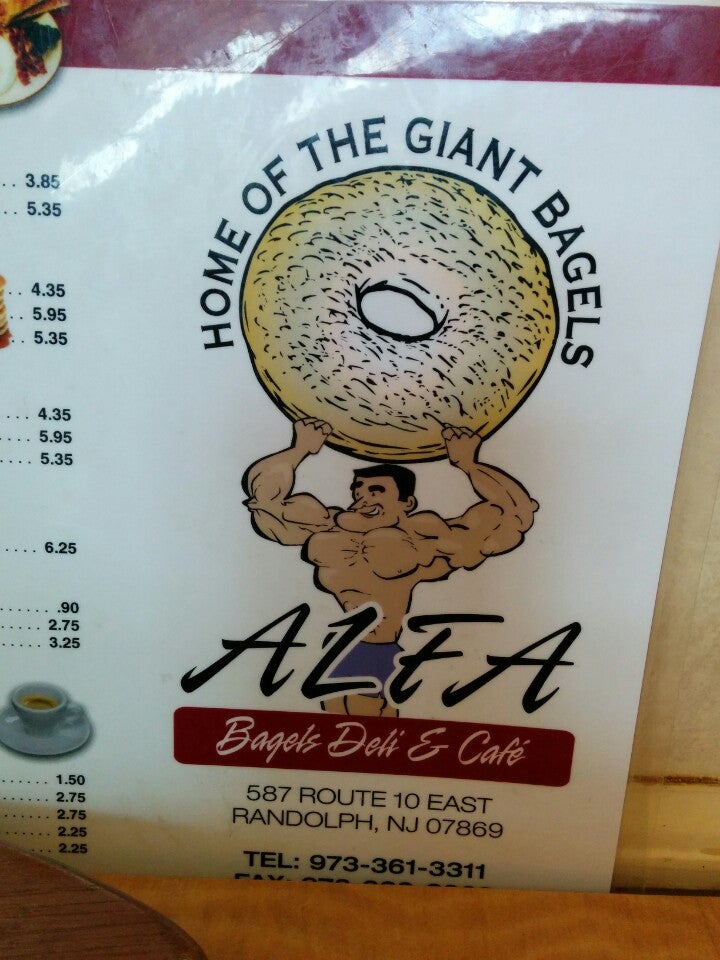 ... 3.85
... 5.35
.. 4.35
... 5.95
.. 5.35
.... 4.35
.... 5.95
.... 5.35
.... 6.25
....... .90
....... 2.75
....... 3.25
....... 1.50
....... 2.75
....... 2.75
....... 2.25
...... 2.25
HOME OF THE GIANT BAGELS
ALFA
Bagels Deli & Café
587 ROUTE 10 EAST
RANDOLPH, NJ 07869
TEL: 973-361-3311
FAX: